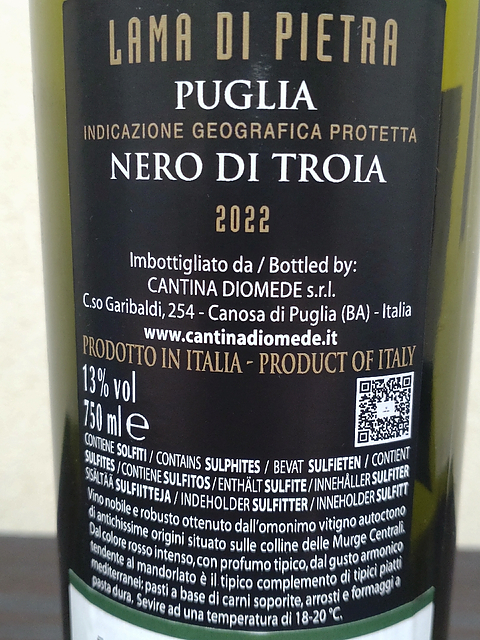 LAMA DI PIETRA
PUGLIA
INDICAZIONE GEOGRAFICA PROTETTA
NERO DI TROIA
2022
Imbottigliato da / Bottled by:
CANTINA DIOMEDE s.r.l.
C.so Garibaldi, 254 - Canosa di Puglia (BA) - Italia
www.cantinadiomede.it
PRODOTTO IN ITALIA - PRODUCT OF ITALY
13% vol
750 ml e
CONTIENE SOLFITI / CONTAINS SULPHITES / BEVAT SULFIETEN / CONTIENT
SULFITES / CONTIENE SULFITOS / ENTHÄLT SULFITE / INNEHÅLLER SULFITER
SISÄLTÄÄ SULFIITTEJA / INDEHOLDER SULFITTER / INNEHOLDER SULFITT
Vino nobile e robusto ottenuto dall'omonimo vitigno autoctono
di antichissime origini situato sulle colline delle Murge Centrali.
Dal colore rosso intenso, con profumo tipico, dal gusto armonico
tendente al mandorlato è il tipico complemento di tipici piatti
mediterranei; pasti a base di carni soporite, arrosti e formaggi a
pasta dura. Sevire ad una temperatura di 18-20 °C.